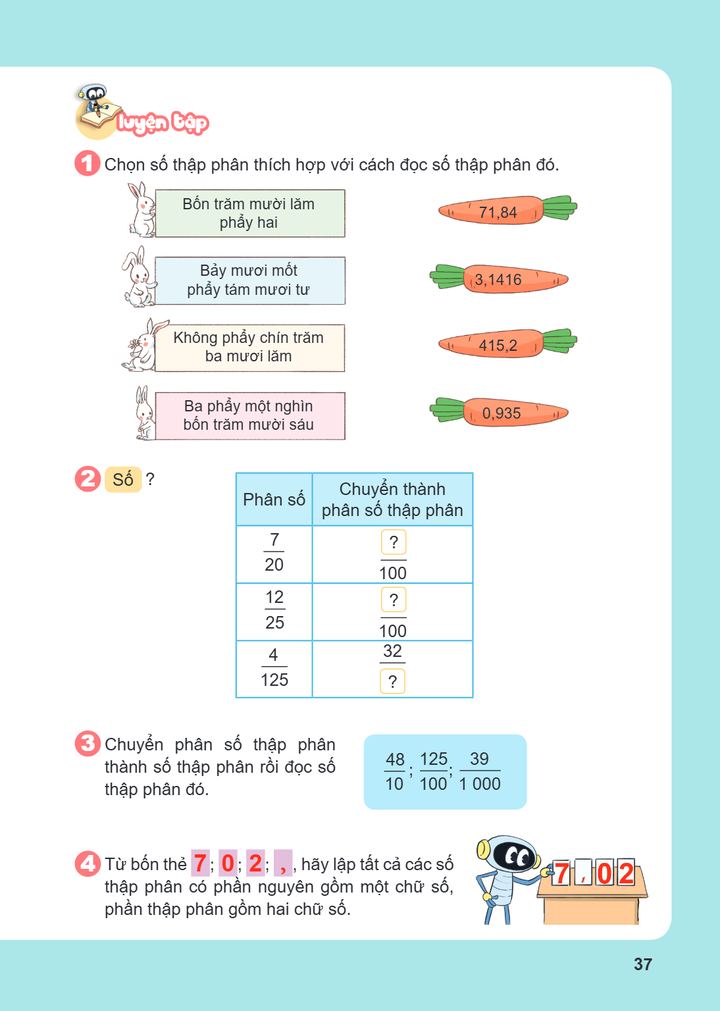 luyện tập
1 Chọn số thập phân thích hợp với cách đọc số thập phân đó.
Bốn trăm mười lăm
phẩy hai
71,84
Bảy mươi mốt
phẩy tám mươi tư
3,1416
Không phẩy chín trăm
ba mươi lăm
415,2
Ba phẩy một nghìn
bốn trăm mười sáu
0,935
2 Số ?
Phân số
Chuyển thành
phân số thập phân
7
20
?
100
12
25
?
100
4
125
32
?
3 Chuyển phân số thập phân
thành số thập phân rồi đọc số
thập phân đó.
48 125 39
; ;
10 100 1 000
4 Từ bốn thẻ 7; 0; 2; , , hãy lập tất cả các số
thập phân có phần nguyên gồm một chữ số,
phần thập phân gồm hai chữ số.
7 , 0 2
37